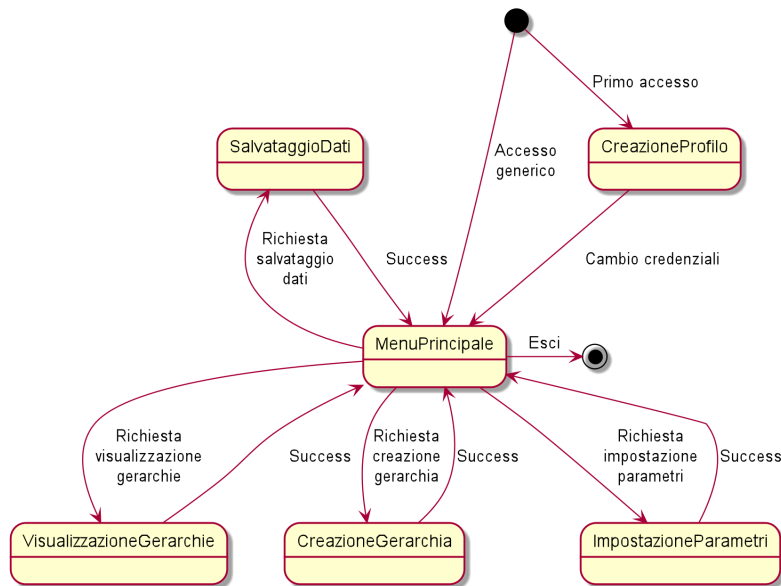 Primo accesso
SalvataggioDati
CreazioneProfilo
Accesso
generico
Richiesta
salvataggio
dati
Success
Cambio credenziali
MenuPrincipale
Esci
Richiesta
visualizzazione
gerarchie
Success
Richiesta
creazione
gerarchia
Success
Richiesta
impostazione
parametri
Success
VisualizzazioneGerarchie
CreazioneGerarchia
ImpostazioneParametri